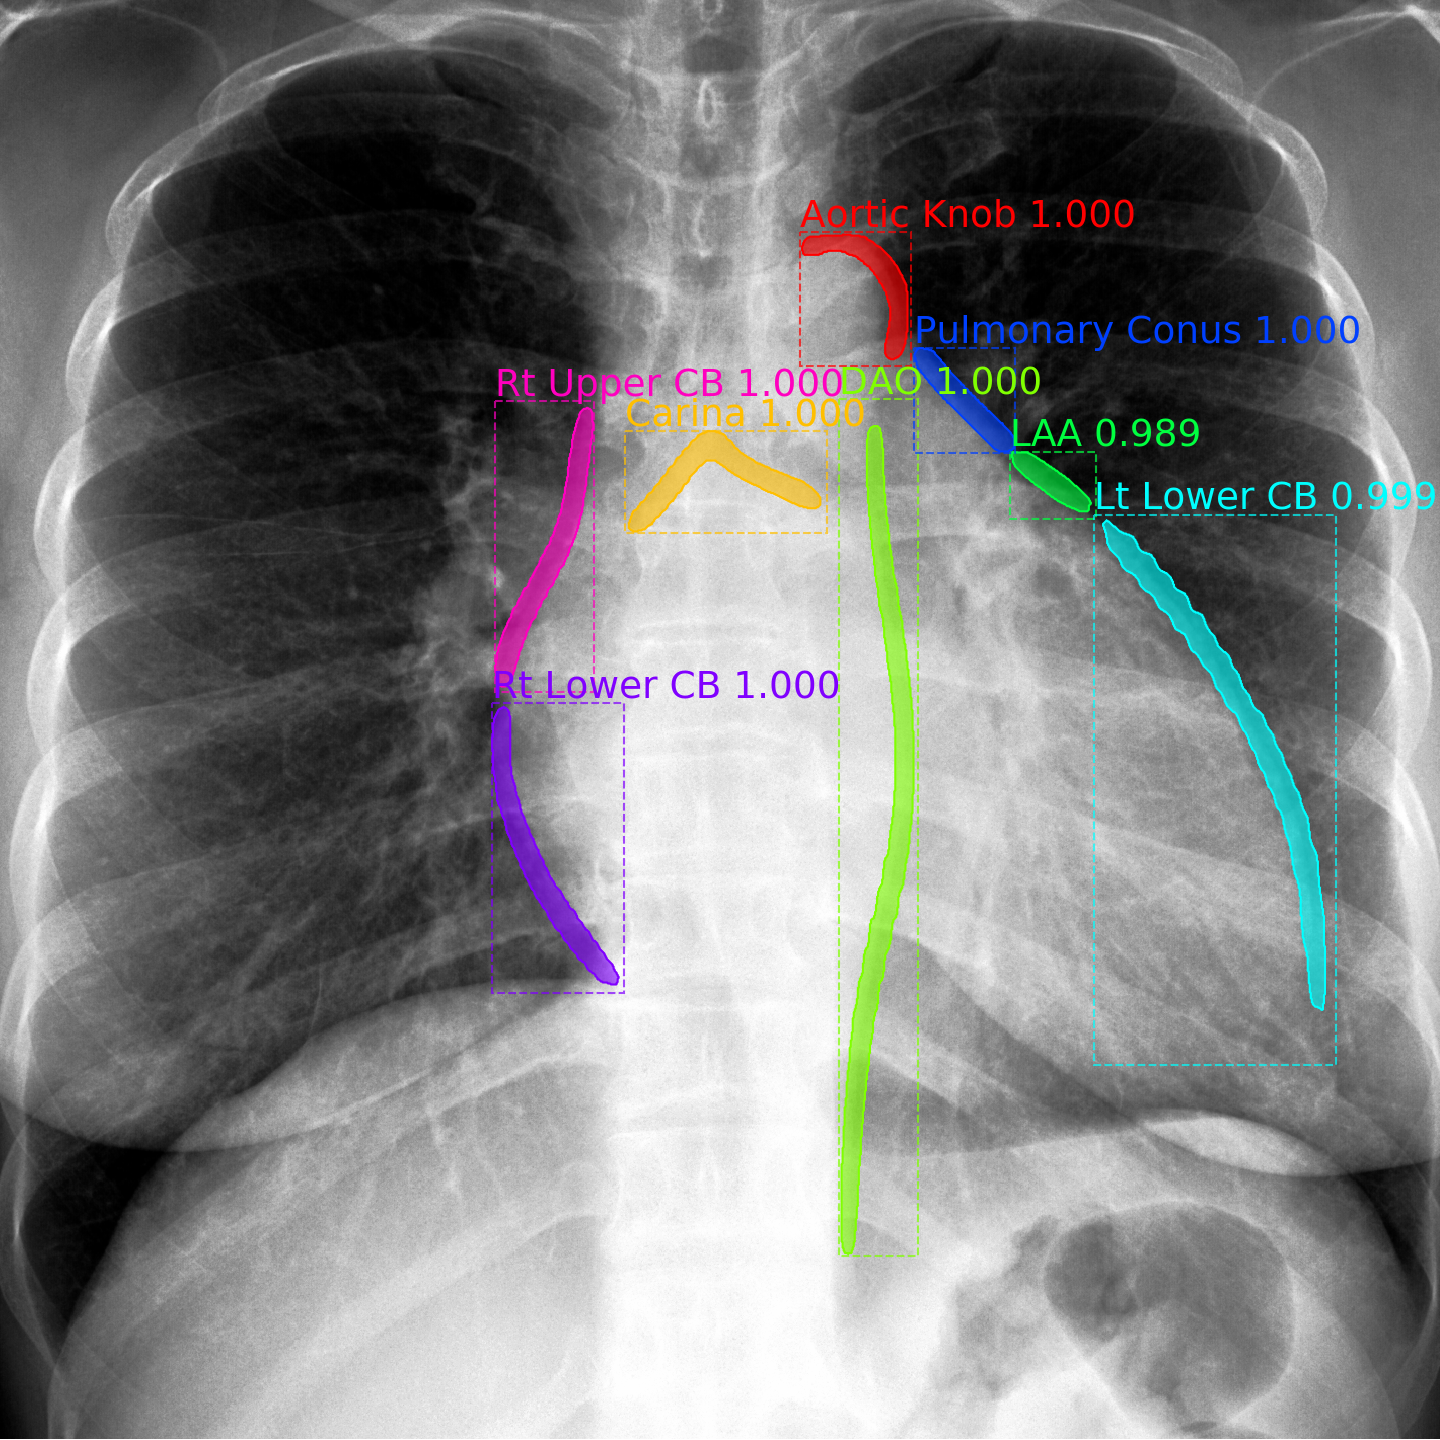 Aortic Knob 1.000
Pulmonary Conus 1.000
Rt Upper CB 1.000
DAO 1.000
Carina 1.000
LAA 0.989
Lt Lower CB 0.999
Rt Lower CB 1.000